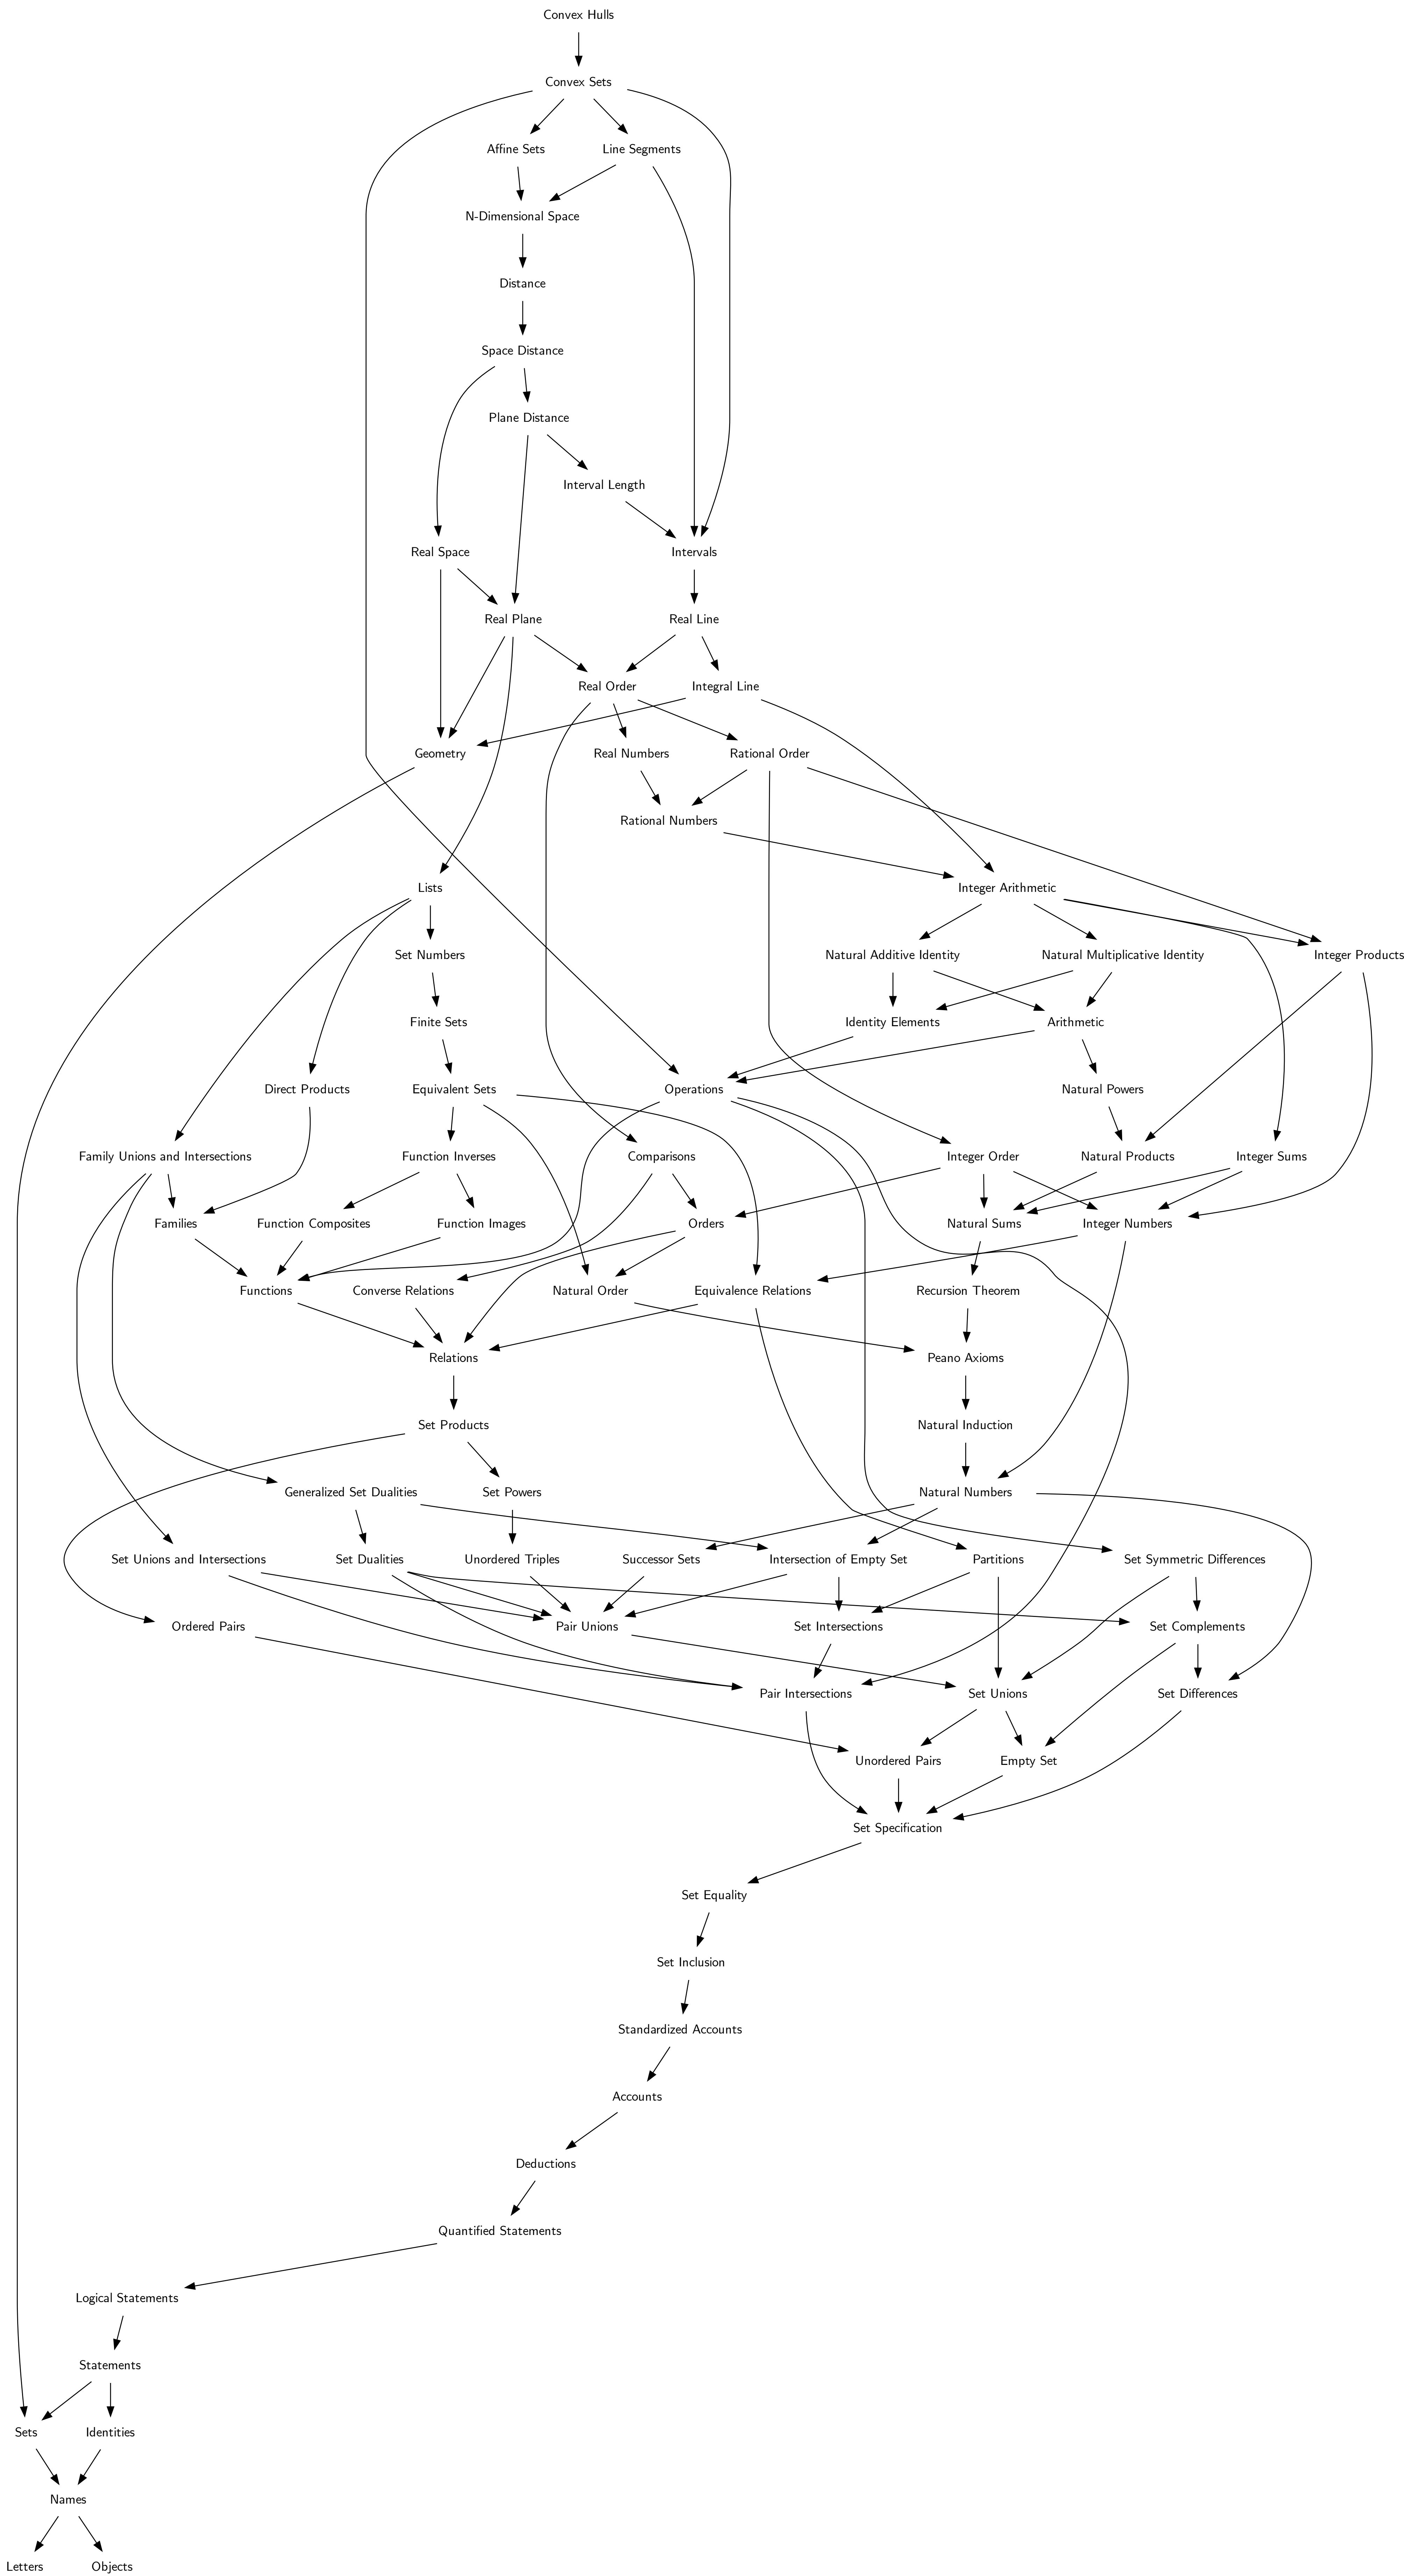 Convex Hulls
Convex Sets
Affine Sets
Line Segments
N-Dimensional Space
Distance
Space Distance
Plane Distance
Interval Length
Real Space
Intervals
Real Plane
Real Line
Real Order
Integral Line
Geometry
Real Numbers
Rational Order
Rational Numbers
Lists
Integer Arithmetic
Set Numbers
Natural Additive Identity
Natural Multiplicative Identity
Integer Products
Finite Sets
Identity Elements
Arithmetic
Direct Products
Equivalent Sets
Operations
Natural Powers
Family Unions and Intersections
Function Inverses
Comparisons
Integer Order
Natural Products
Integer Sums
Families
Function Composites
Function Images
Orders
Natural Sums
Integer Numbers
Functions
Converse Relations
Natural Order
Equivalence Relations
Recursion Theorem
Relations
Peano Axioms
Set Products
Natural Induction
Generalized Set Dualities
Set Powers
Natural Numbers
Set Unions and Intersections
Set Dualities
Unordered Triples
Successor Sets
Intersection of Empty Set
Partitions
Set Symmetric Differences
Ordered Pairs
Pair Unions
Set Intersections
Set Complements
Pair Intersections
Set Unions
Set Differences
Unordered Pairs
Empty Set
Set Specification
Set Equality
Set Inclusion
Standardized Accounts
Accounts
Deductions
Quantified Statements
Logical Statements
Statements
Sets
Identities
Names
Letters
Objects